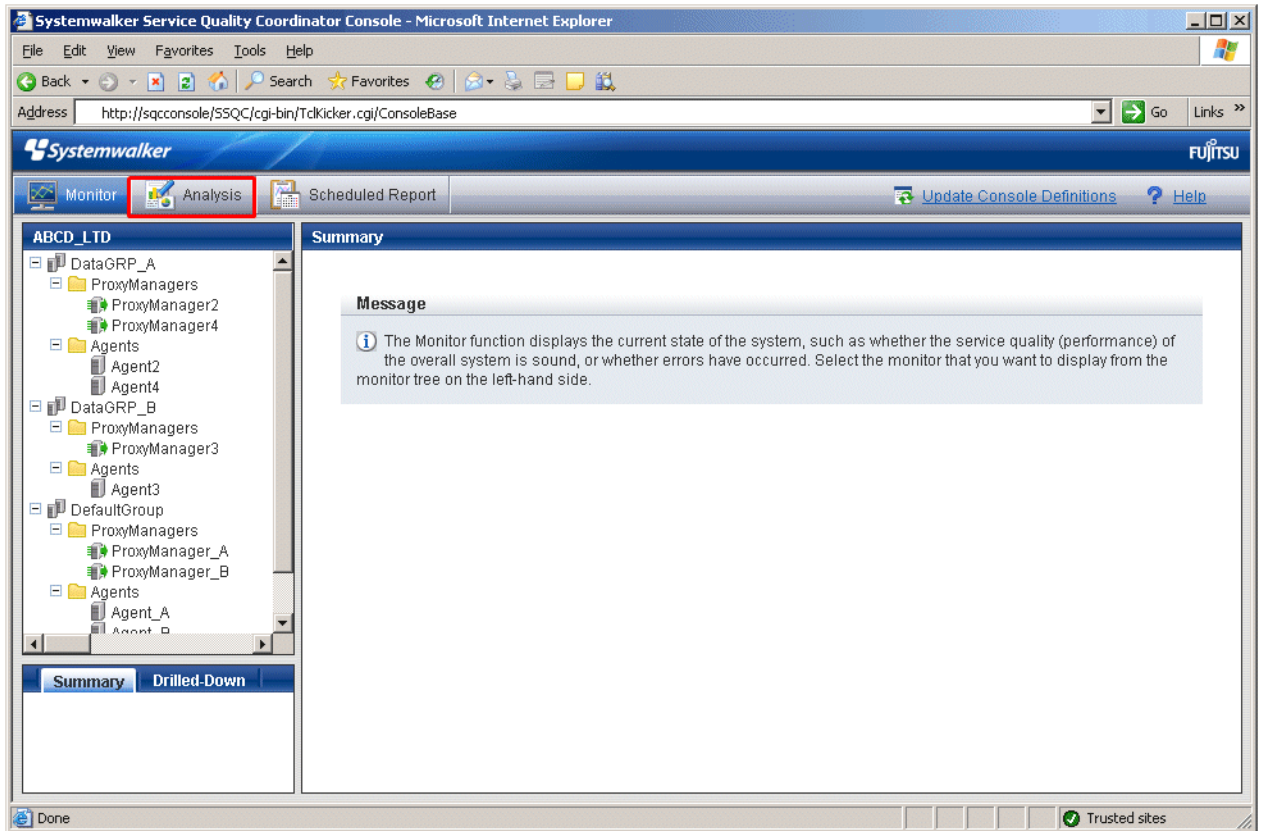 Systemwalker Service Quality Coordinator Console - Microsoft Internet Explorer
File Edit View Favorites Tools Help
Back Search Favorites
Address http://sqcconsole/SSQC/cgi-bin/TclKicker.cgi/ConsoleBase Go Links »
Systemwalker FUJITSU
Monitor Analysis Scheduled Report Update Console Definitions ? Help
ABCD_LTD
DataGRP_A
ProxyManagers
ProxyManager2
ProxyManager4
Agents
Agent2
Agent4
DataGRP_B
ProxyManagers
ProxyManager3
Agents
Agent3
DefaultGroup
ProxyManagers
ProxyManager_A
ProxyManager_B
Agents
Agent_A
Agent_B
Summary Drilled-Down
Summary
Message
The Monitor function displays the current state of the system, such as whether the service quality (performance) of
the overall system is sound, or whether errors have occurred. Select the monitor that you want to display from the
monitor tree on the left-hand side.
Done Trusted sites